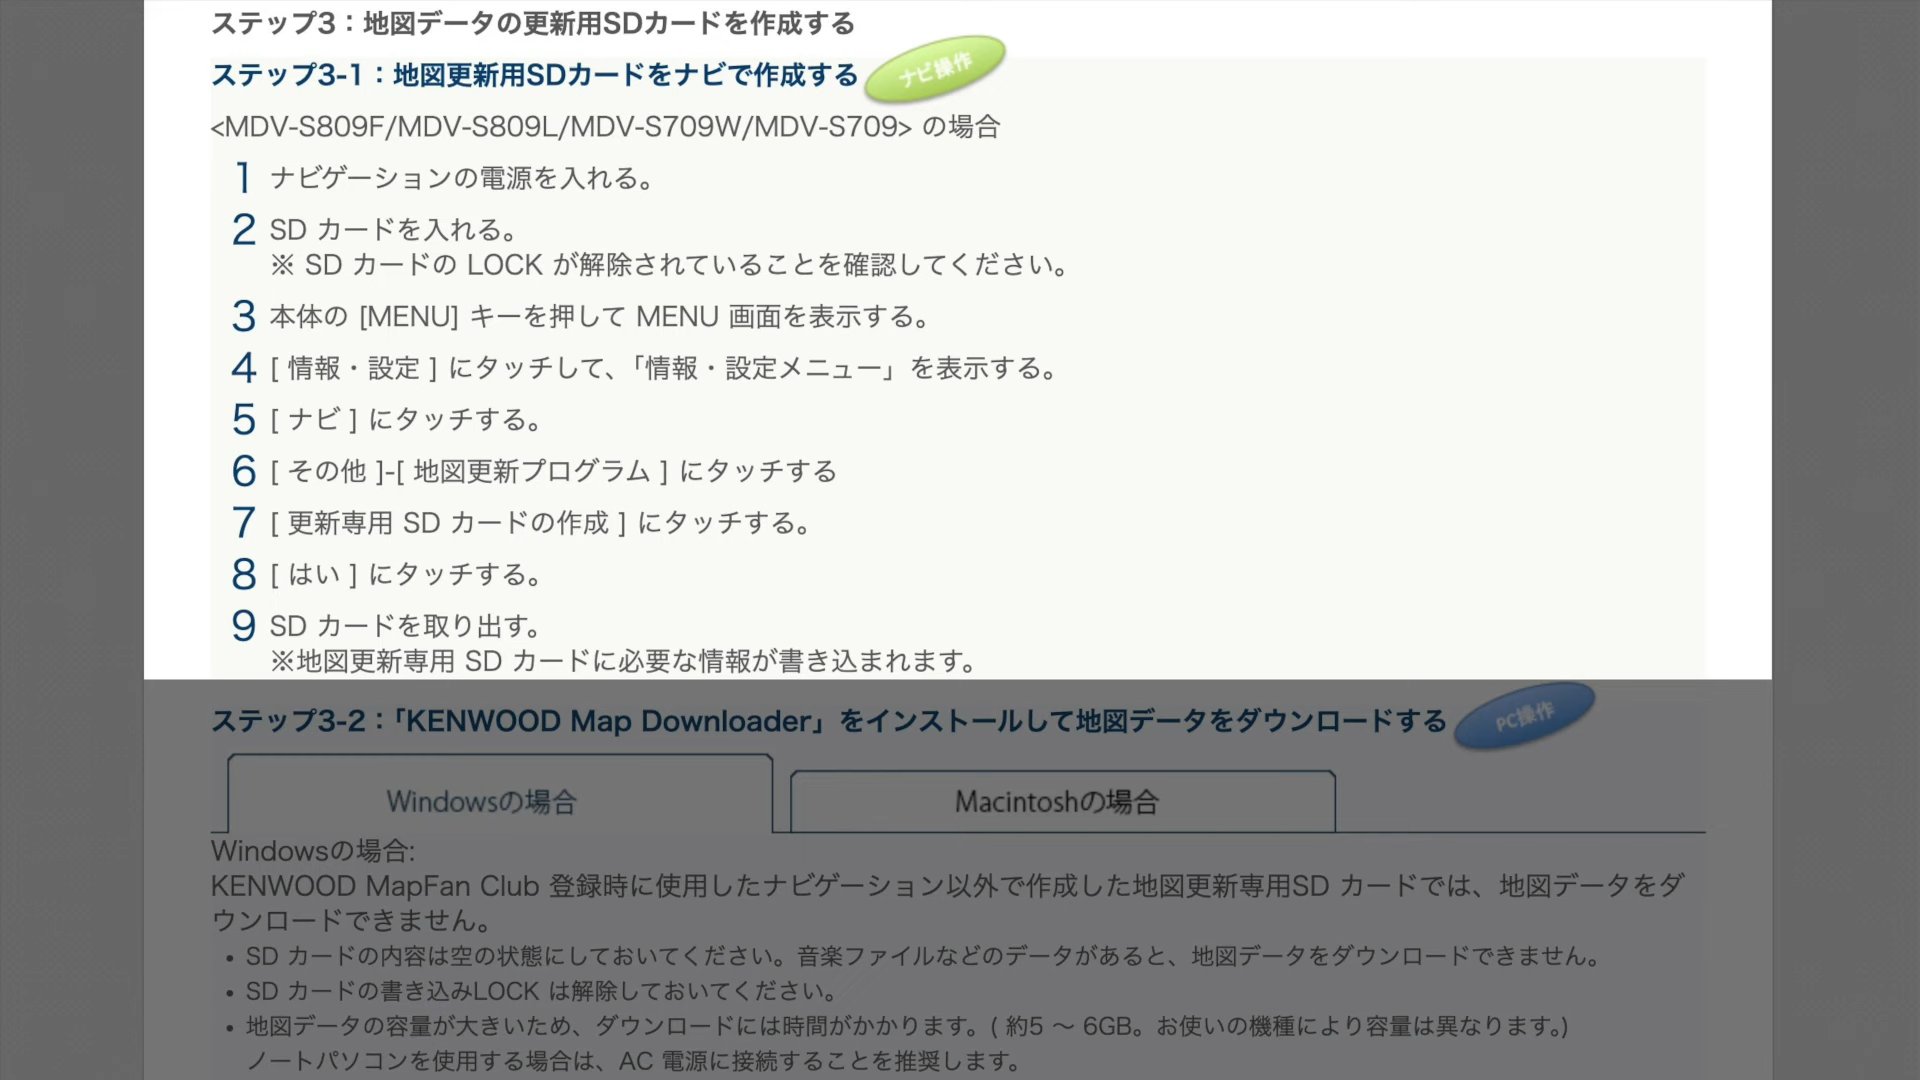 ステップ3：地図データの更新用SDカードを作成する
ステップ3-1：地図更新用SDカードをナビで作成する
ナビ操作
<MDV-S809F/MDV-S809L/MDV-S709W/MDV-S709> の場合
1 ナビゲーションの電源を入れる。
2 SD カードを入れる。
※ SD カードの LOCK が解除されていることを確認してください。
3 本体の [MENU] キーを押して MENU 画面を表示する。
4 [ 情報・設定 ] にタッチして、「情報・設定メニュー」を表示する。
5 [ ナビ ] にタッチする。
6 [ その他 ]-[ 地図更新プログラム ] にタッチする
7 [ 更新専用 SD カードの作成 ] にタッチする。
8 [ はい ] にタッチする。
9 SD カードを取り出す。
※地図更新専用 SD カードに必要な情報が書き込まれます。
ステップ3-2：「KENWOOD Map Downloader」をインストールして地図データをダウンロードする
PC操作
Windowsの場合
Macintoshの場合
Windowsの場合:
KENWOOD MapFan Club 登録時に使用したナビゲーション以外で作成した地図更新専用SD カードでは、地図データをダ
ウンロードできません。
• SD カードの内容は空の状態にしておいてください。音楽ファイルなどのデータがあると、地図データをダウンロードできません。
• SD カードの書き込みLOCK は解除しておいてください。
• 地図データの容量が大きいため、ダウンロードには時間がかかります。( 約5 ～ 6GB。お使いの機種により容量は異なります。)
ノートパソコンを使用する場合は、AC 電源に接続することを推奨します。